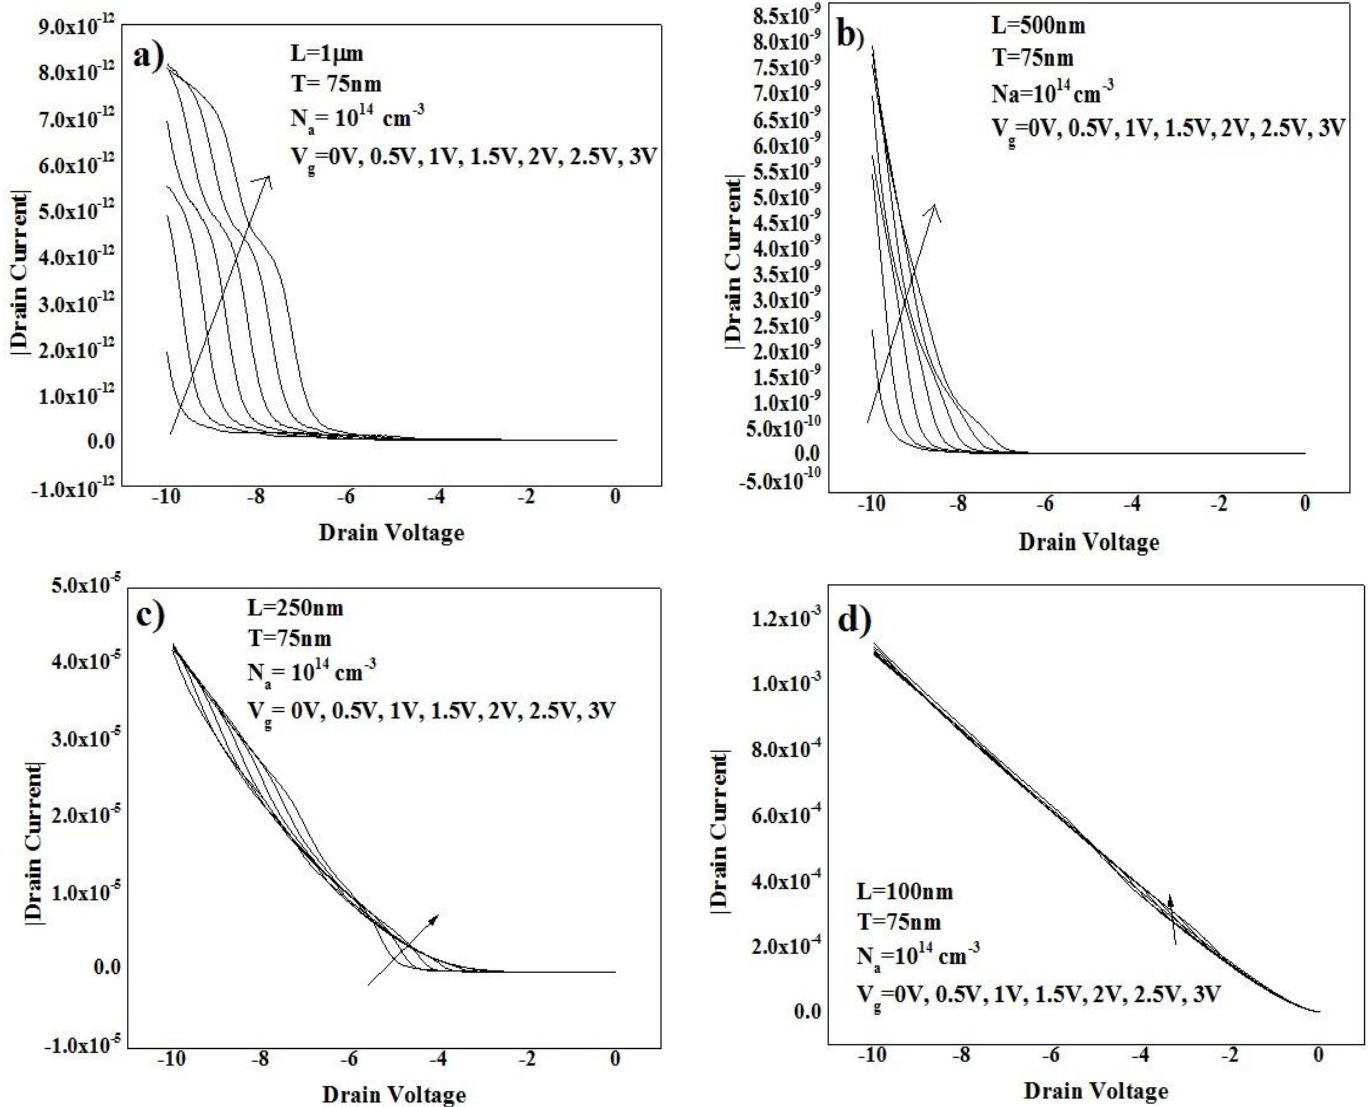 a)
L=1μm
T= 75nm
Nₐ= 10¹⁴ cm⁻³
V_g=0V, 0.5V, 1V, 1.5V, 2V, 2.5V, 3V
9.0x10⁻¹²
8.0x10⁻¹²
7.0x10⁻¹²
6.0x10⁻¹²
5.0x10⁻¹²
4.0x10⁻¹²
3.0x10⁻¹²
2.0x10⁻¹²
1.0x10⁻¹²
0.0
-1.0x10⁻¹²
|Drain Current|
-10 -8 -6 -4 -2 0
Drain Voltage
b)
L=500nm
T=75nm
Na=10¹⁴ cm⁻³
V_g=0V, 0.5V, 1V, 1.5V, 2V, 2.5V, 3V
8.5x10⁻⁹
8.0x10⁻⁹
7.5x10⁻⁹
7.0x10⁻⁹
6.5x10⁻⁹
6.0x10⁻⁹
5.5x10⁻⁹
5.0x10⁻⁹
4.5x10⁻⁹
4.0x10⁻⁹
3.5x10⁻⁹
3.0x10⁻⁹
2.5x10⁻⁹
2.0x10⁻⁹
1.5x10⁻⁹
1.0x10⁻⁹
5.0x10⁻¹⁰
0.0
-5.0x10⁻¹⁰
|Drain Current|
-10 -8 -6 -4 -2 0
Drain Voltage
c)
L=250nm
T=75nm
Nₐ= 10¹⁴ cm⁻³
V_g= 0V, 0.5V, 1V, 1.5V, 2V, 2.5V, 3V
5.0x10⁻⁵
4.0x10⁻⁵
3.0x10⁻⁵
2.0x10⁻⁵
1.0x10⁻⁵
0.0
-1.0x10⁻⁵
|Drain Current|
-10 -8 -6 -4 -2 0
Drain Voltage
d)
1.2x10⁻³
1.0x10⁻³
8.0x10⁻⁴
6.0x10⁻⁴
4.0x10⁻⁴
2.0x10⁻⁴
0.0
|Drain Current|
L=100nm
T=75nm
Nₐ=10¹⁴ cm⁻³
V_g=0V, 0.5V, 1V, 1.5V, 2V, 2.5V, 3V
-10 -8 -6 -4 -2 0
Drain Voltage